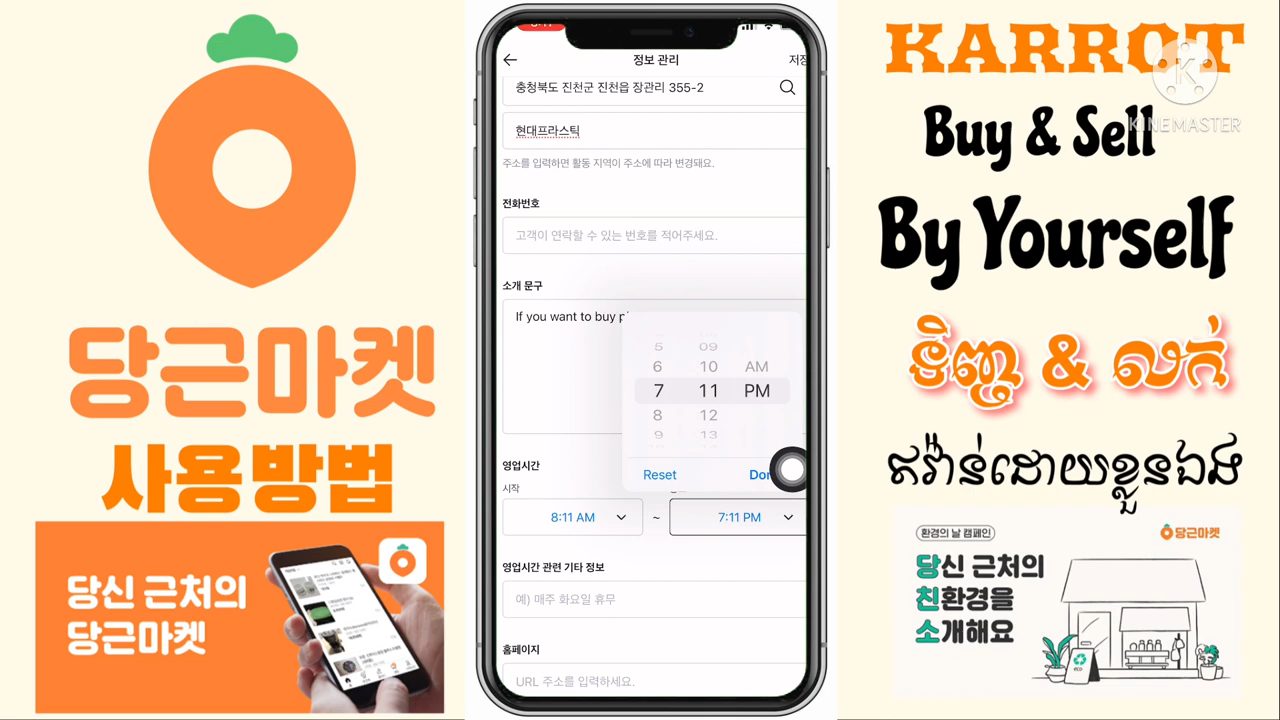 당근마켓
사용방법
당신 근처의
당근마켓
정보 관리
충청북도 진천군 진천읍 장관리 355-2
현대프라스틱
주소를 입력하면 활동 지역이 주소에 따라 변경돼요.
전화번호
고객이 연락할 수 있는 번호를 적어주세요.
소개 문구
If you want to buy
5 09
6 10 AM
7 11 PM
8 12
9 13
Reset
영업시간
시작
8:11 AM ~ 7:11 PM
영업시간 관련 기타 정보
예) 매주 화요일 휴무
홈페이지
URL 주소를 입력하세요.
KARROT
KINEMASTER
Buy & Sell
By Yourself
ទិញ & លក់
ឥវ៉ាន់ដោយខ្លួនឯង
환경의 날 캠페인
당근마켓
당신 근처의
친환경을
소개해요
eco